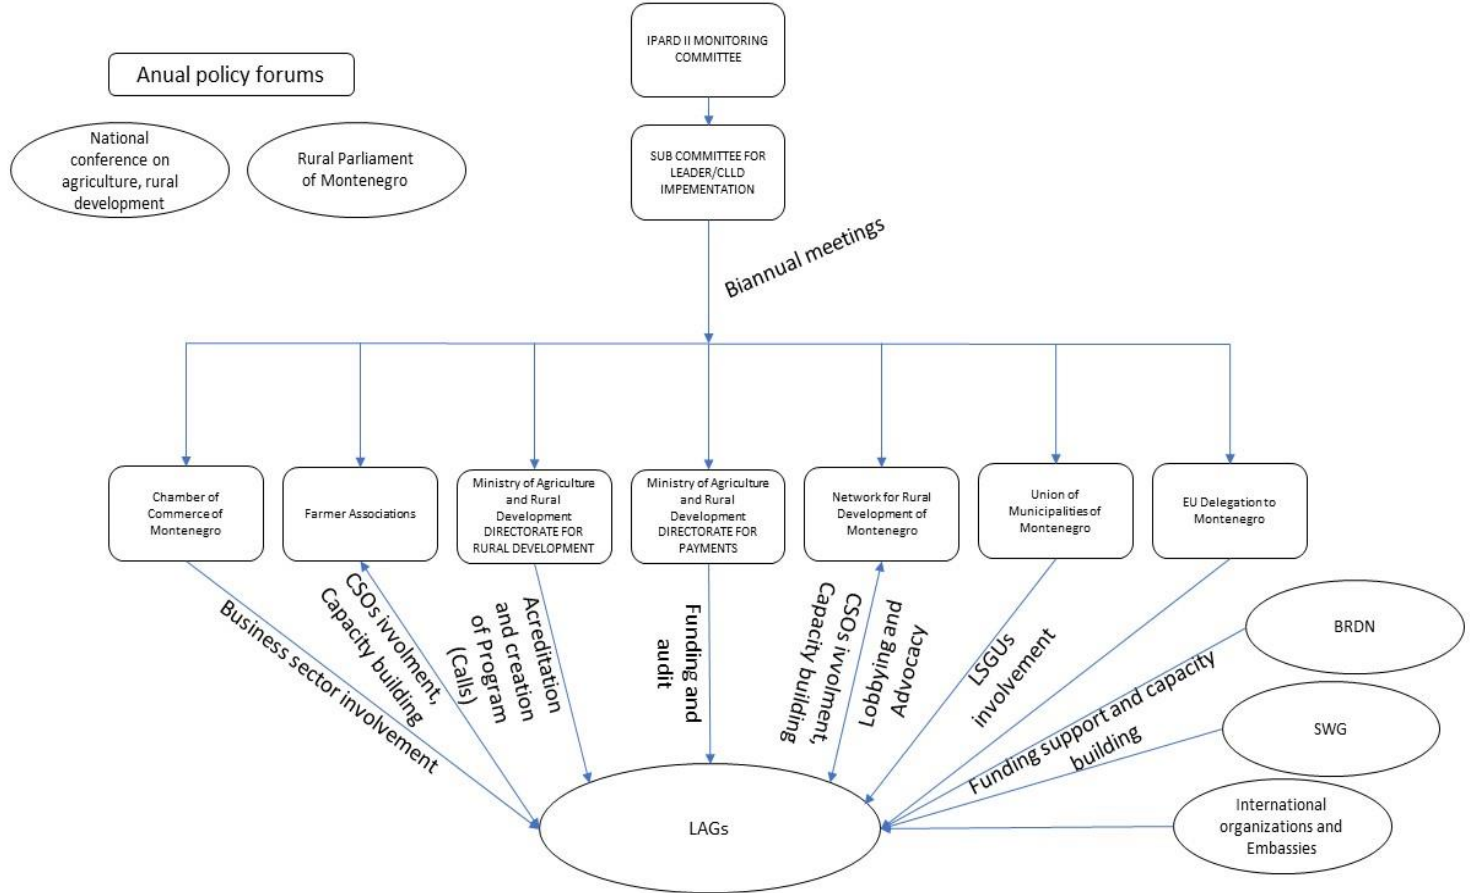 IPARD II MONITORING
COMMITTEE
Anual policy forums
National
conference on
agriculture, rural
development
Rural Parliament
of Montenegro
SUB COMMITTEE FOR
LEADER/CLLD
IMPEMENTATION
Biannual meetings
Chamber of
Commerce of
Montenegro
Farmer Associations
Ministry of Agriculture
and Rural
Development
DIRECTORATE FOR
RURAL DEVELOPMENT
Ministry of Agriculture
and Rural
Development
DIRECTORATE FOR
PAYMENTS
Network for Rural
Development of
Montenegro
Union of
Municipalities of
Montenegro
EU Delegation to
Montenegro
Business sector involvement
CSOs ivvolment,
Capacity building
Acreditation
and creation
of Program
(Calls)
Funding and
audit
CSOs ivvolment,
Capacity building
Lobbying and
Advocacy
LSGUs
involvement
Funding support and capacity
building
BRDN
SWG
International
organizations and
Embassies
LAGs